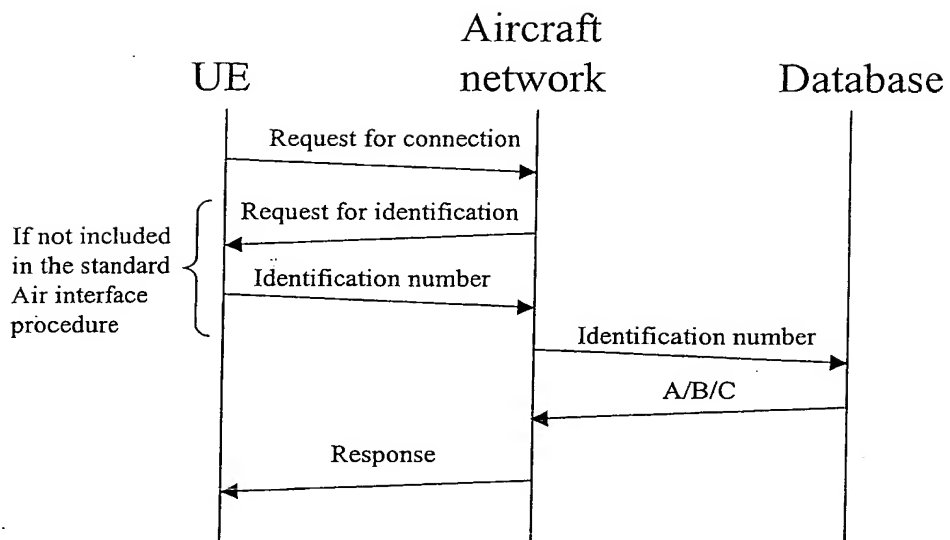 UE
Aircraft
network
Database
Request for connection
Request for identification
If not included
in the standard
Air interface
procedure
Identification number
Identification number
A/B/C
Response